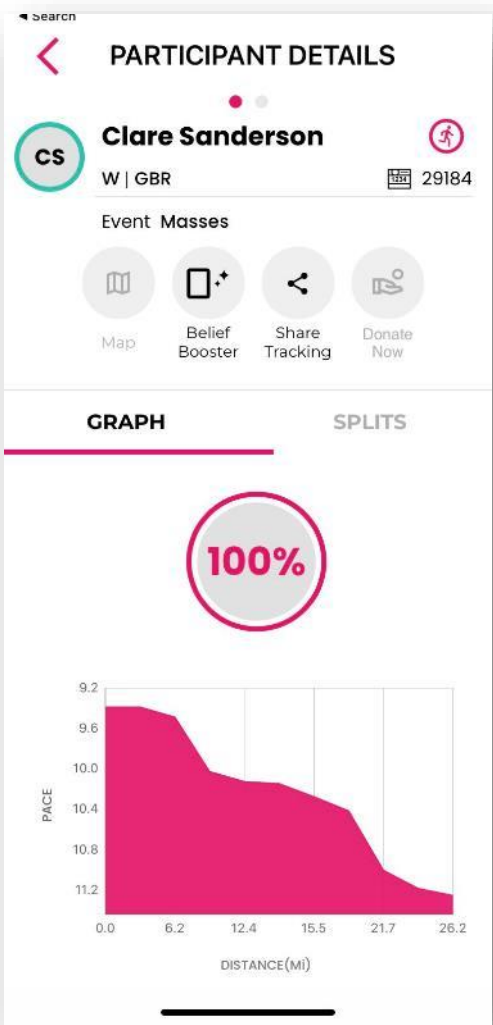 ◀ Search
PARTICIPANT DETAILS
CS
Clare Sanderson
W | GBR
1234
29184
Event Masses
Map
Belief
Booster
Share
Tracking
Donate
Now
GRAPH
SPLITS
100%
9.2
9.6
10.0
10.4
10.8
11.2
PACE
0.0 6.2 12.4 15.5 21.7 26.2
DISTANCE(Mi)